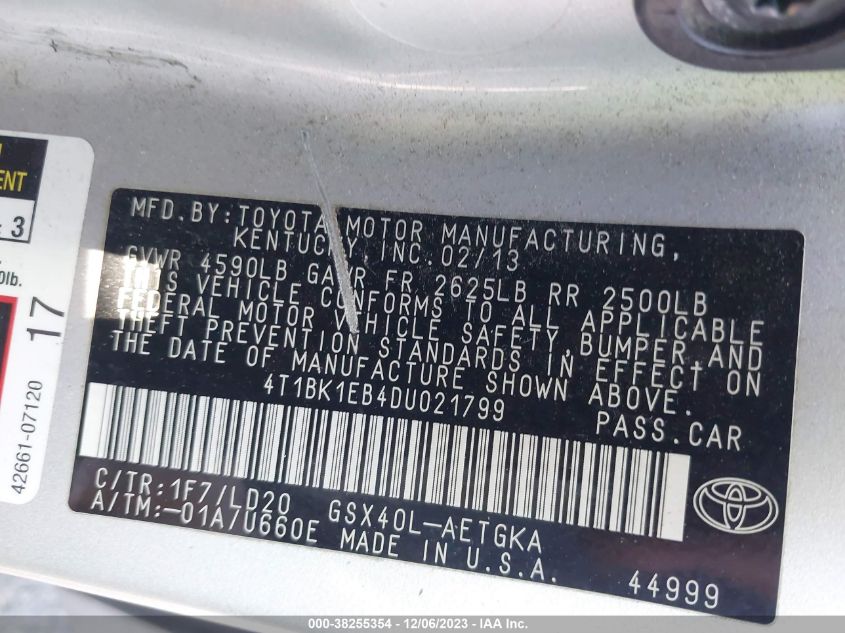 ENT
3
0lb.
17
42661-07120
MFD.BY:TOYOTA MOTOR MANUFACTURING,
KENTUCKY, INC. 02/13
GVWR 4590LB GAWR FR 2625LB RR 2500LB
THIS VEHICLE CONFORMS TO ALL APPLICABLE
FEDERAL MOTOR VEHICLE SAFETY, BUMPER AND
THEFT PREVENTION STANDARDS IN EFFECT ON
THE DATE OF MANUFACTURE SHOWN ABOVE.
4T1BK1EB4DU021799
PASS.CAR
C/TR:1F7/LD20 GSX40L-AETGKA
A/TM:-01A/U660E MADE IN U.S.A.
44999
000-38255354 - 12/06/2023 - IAA Inc.